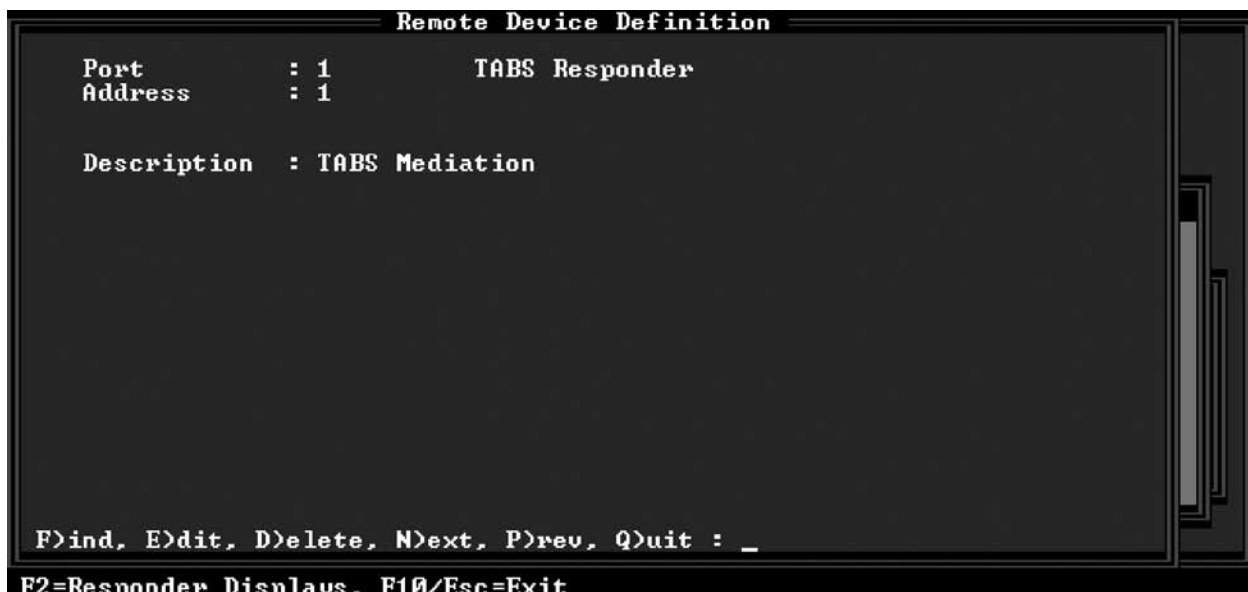 Remote Device Definition
Port : 1 TABS Responder
Address : 1
Description : TABS Mediation
F)ind, E)dit, D)elete, N)ext, P)rev, Q)uit : _
F2=Responder Displays, F10/Esc=Exit